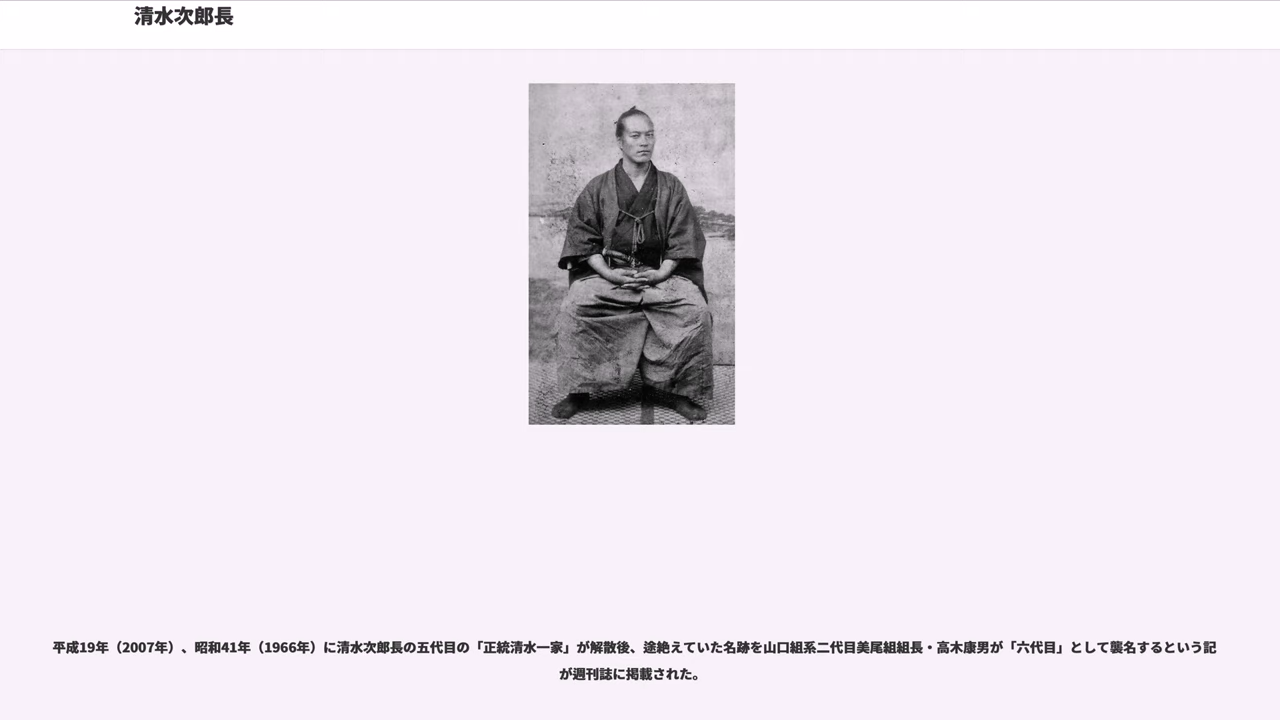 清水次郎長
平成19年（2007年）、昭和41年（1966年）に清水次郎長の五代目の「正統清水一家」が解散後、途絶えていた名跡を山口組系二代目美尾組組長・高木康男が「六代目」として襲名するという記
が週刊誌に掲載された。